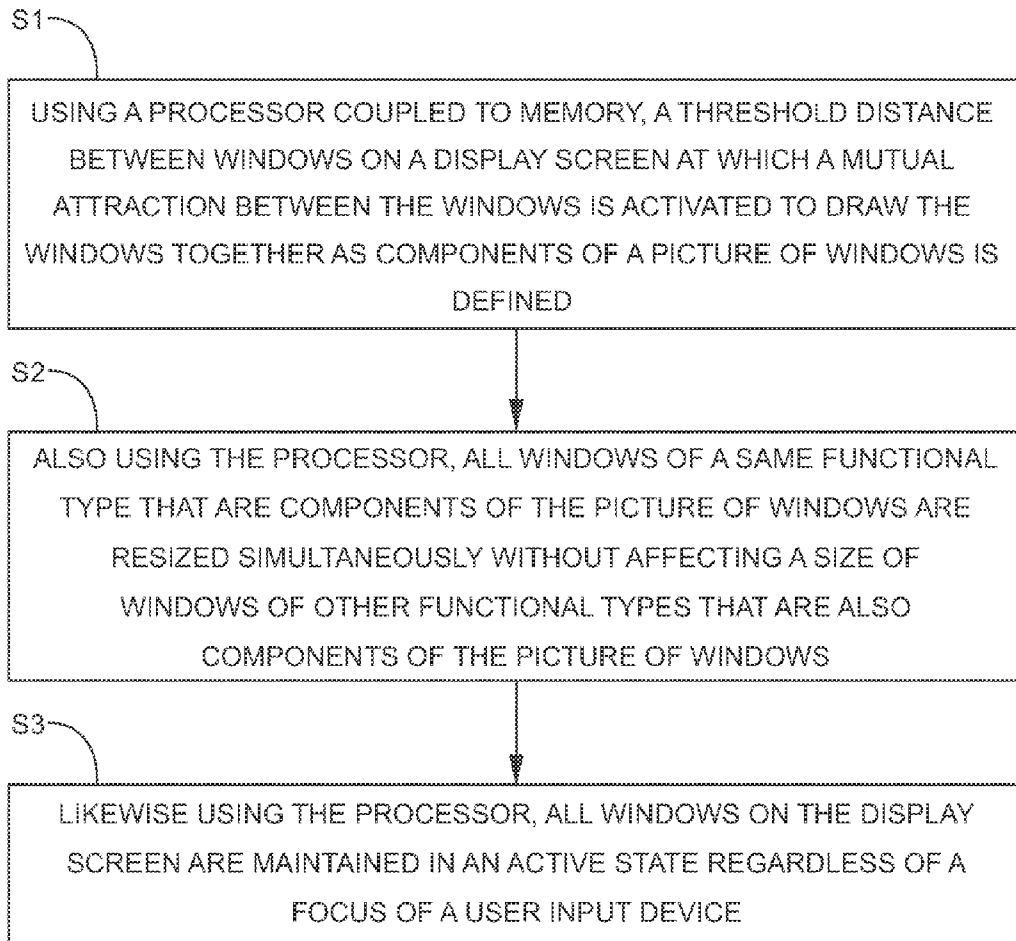 S1
USING A PROCESSOR COUPLED TO MEMORY, A THRESHOLD DISTANCE
BETWEEN WINDOWS ON A DISPLAY SCREEN AT WHICH A MUTUAL
ATTRACTION BETWEEN THE WINDOWS IS ACTIVATED TO DRAW THE
WINDOWS TOGETHER AS COMPONENTS OF A PICTURE OF WINDOWS IS
DEFINED
S2
ALSO USING THE PROCESSOR, ALL WINDOWS OF A SAME FUNCTIONAL
TYPE THAT ARE COMPONENTS OF THE PICTURE OF WINDOWS ARE
RESIZED SIMULTANEOUSLY WITHOUT AFFECTING A SIZE OF
WINDOWS OF OTHER FUNCTIONAL TYPES THAT ARE ALSO
COMPONENTS OF THE PICTURE OF WINDOWS
S3
LIKEWISE USING THE PROCESSOR, ALL WINDOWS ON THE DISPLAY
SCREEN ARE MAINTAINED IN AN ACTIVE STATE REGARDLESS OF A
FOCUS OF A USER INPUT DEVICE